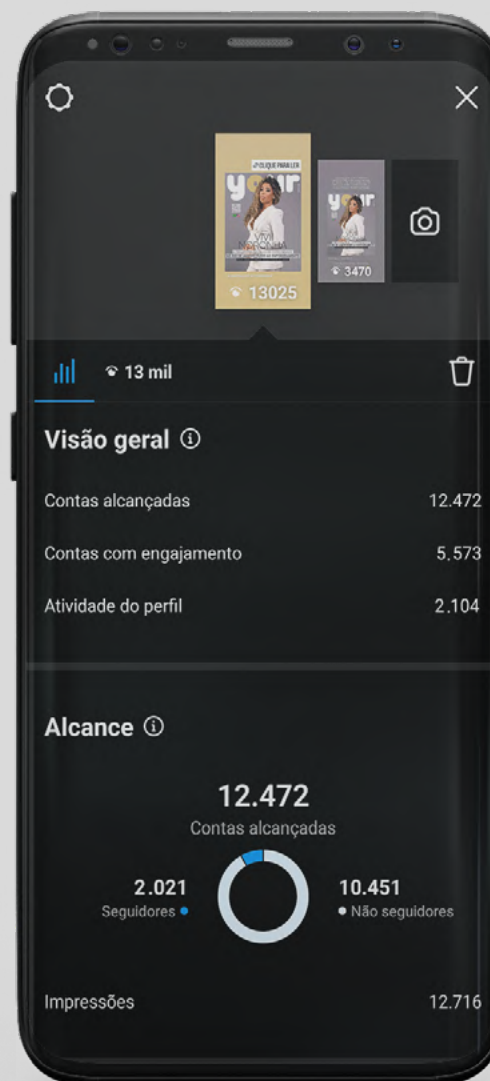 CLIQUE PARA LER
your
13025
your
3470
13 mil
Visão geral
Contas alcançadas
12.472
Contas com engajamento
5.573
Atividade do perfil
2.104
Alcance
12.472
Contas alcançadas
2.021
10.451
Seguidores
Não seguidores
Impressões
12.716